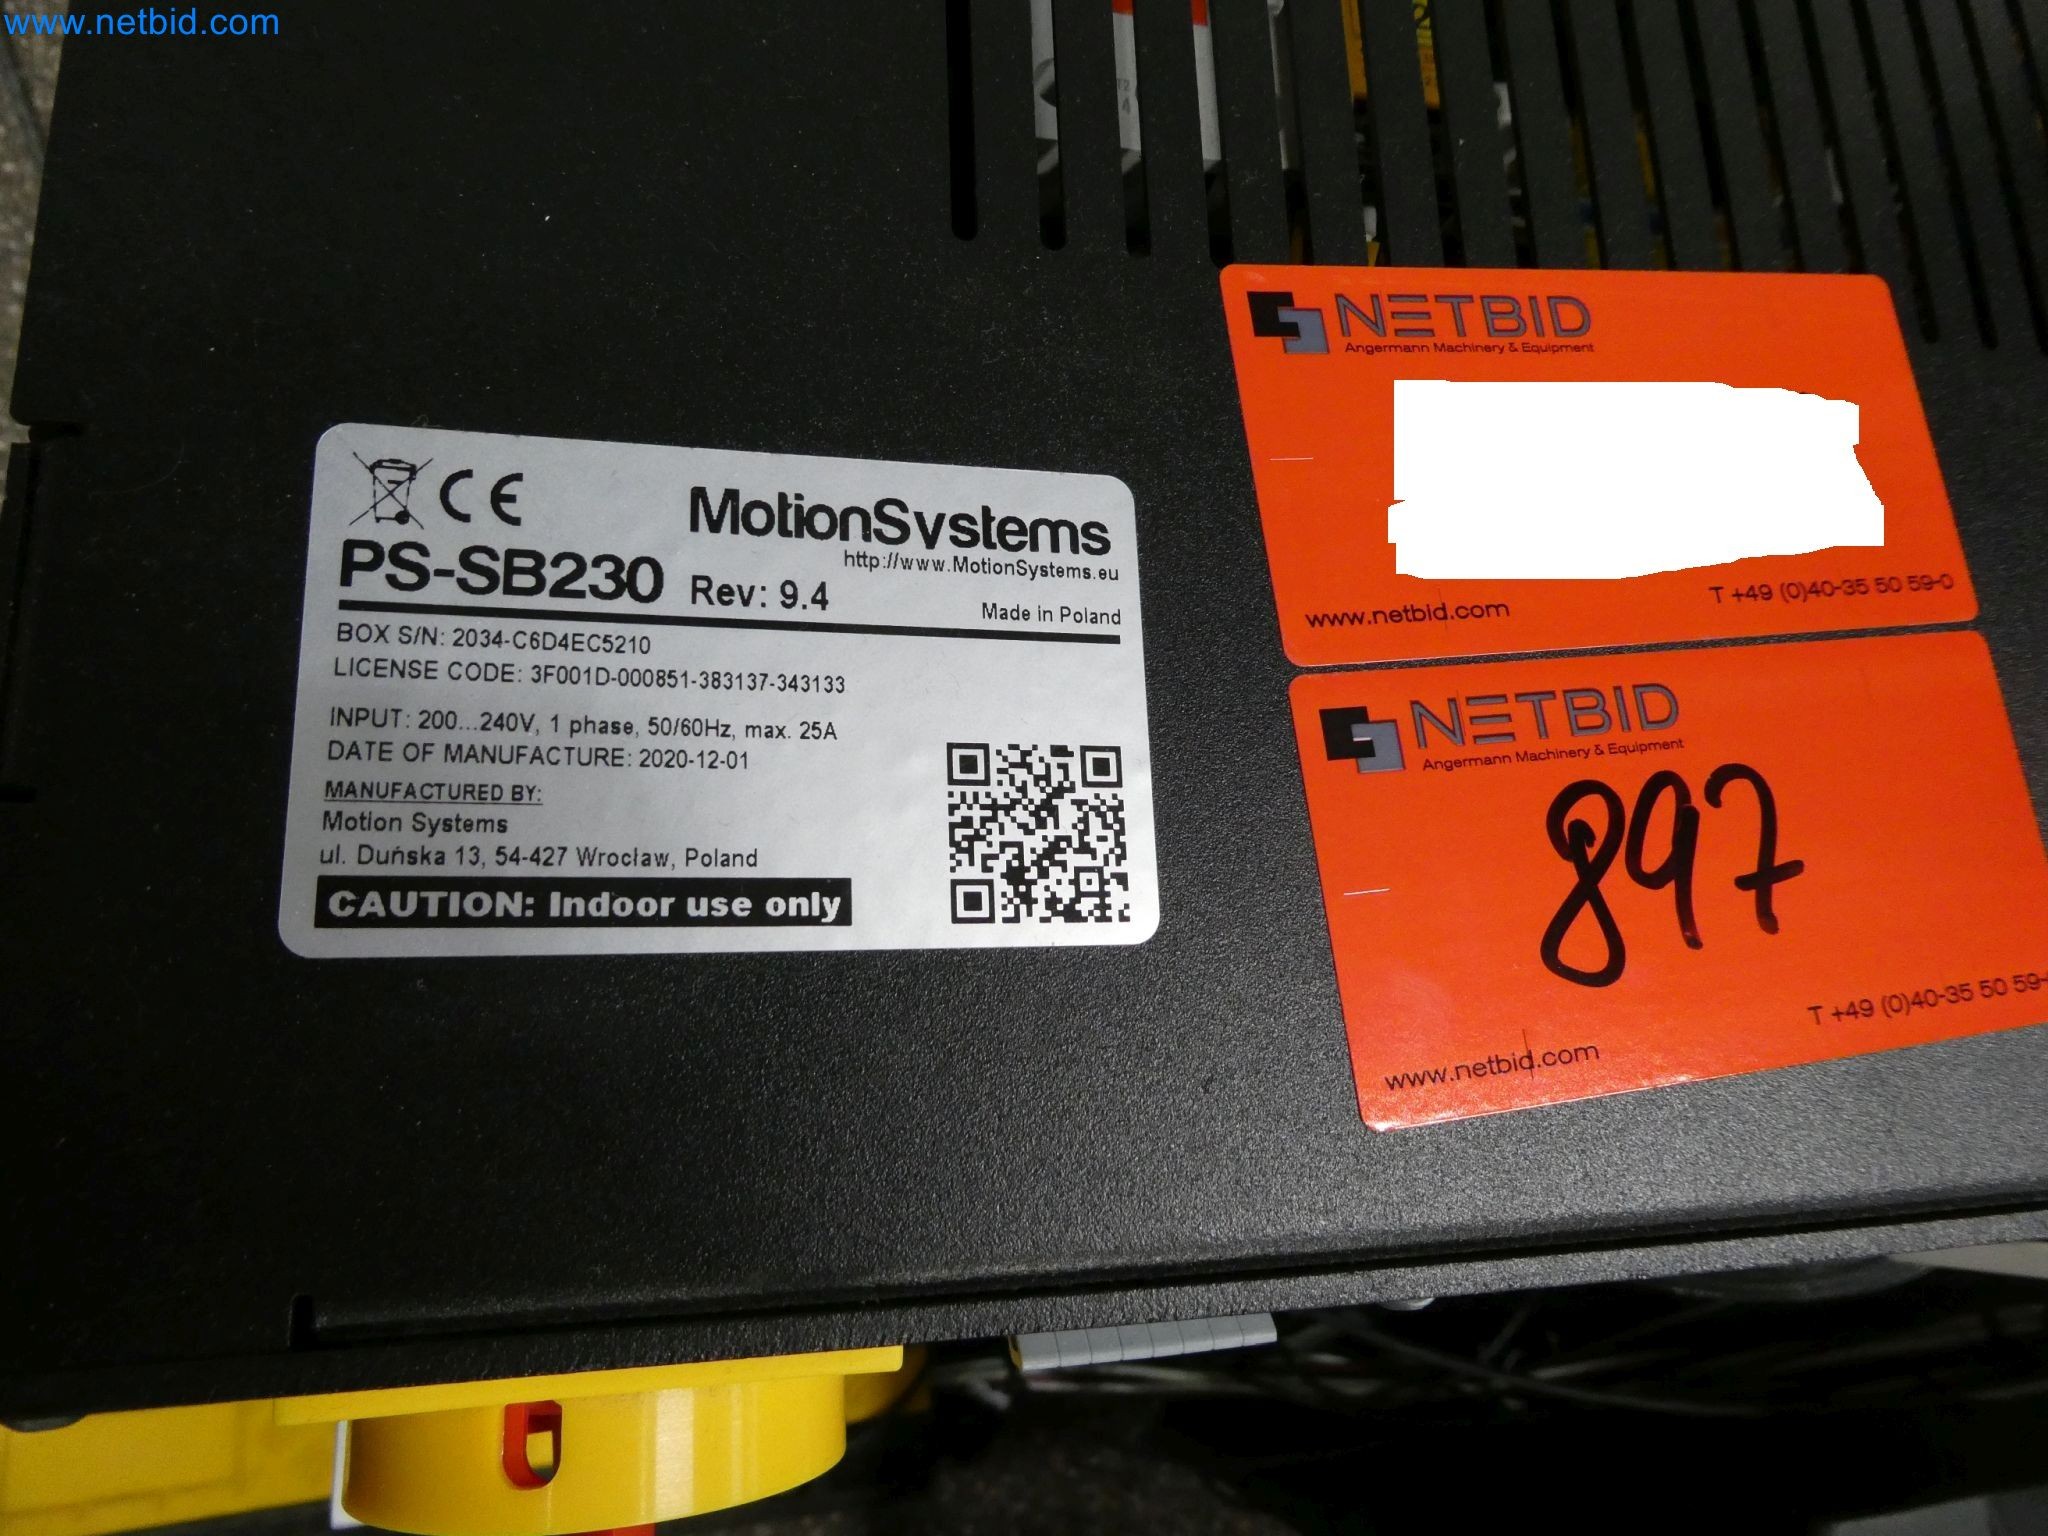 www.netbid.com
CE
MotionSystems
http://www.MotionSystems.eu
PS-SB230 Rev: 9.4
Made in Poland
BOX S/N: 2034-C6D4EC5210
LICENSE CODE: 3F001D-000851-383137-343133
INPUT: 200...240V, 1 phase, 50/60Hz, max. 25A
DATE OF MANUFACTURE: 2020-12-01
MANUFACTURED BY:
Motion Systems
ul. Duńska 13, 54-427 Wrocław, Poland
CAUTION: Indoor use only
NETBID
Angermann Machinery & Equipment
www.netbid.com
T +49 (0)40-35 50 59-0
NETBID
Angermann Machinery & Equipment
897
www.netbid.com
T +49 (0)40-35 50 59-
T2
4